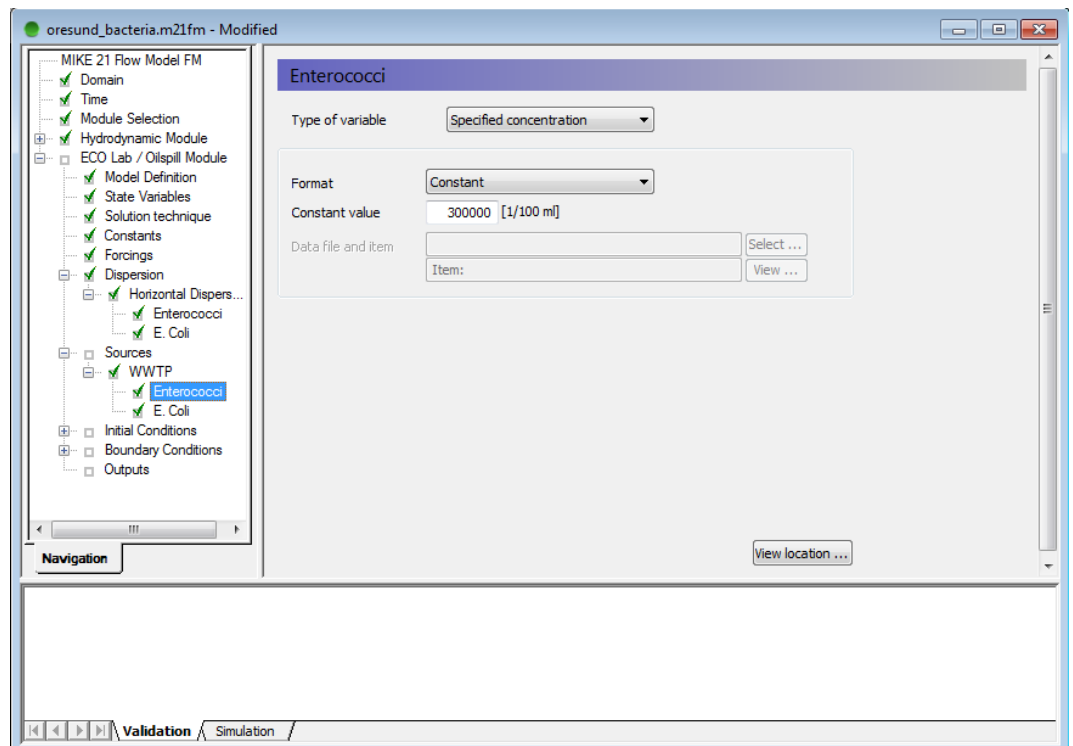 oresund_bacteria.m21fm - Modified
MIKE 21 Flow Model FM
Domain
Time
Module Selection
Hydrodynamic Module
ECO Lab / Oilspill Module
Model Definition
State Variables
Solution technique
Constants
Forcings
Dispersion
Horizontal Dispers...
Enterococci
E. Coli
Sources
WWTP
Enterococci
E. Coli
Initial Conditions
Boundary Conditions
Outputs
Navigation
Enterococci
Type of variable Specified concentration
Format Constant
Constant value 300000 [1/100 ml]
Data file and item Select ...
Item: View ...
View location ...
Validation Simulation